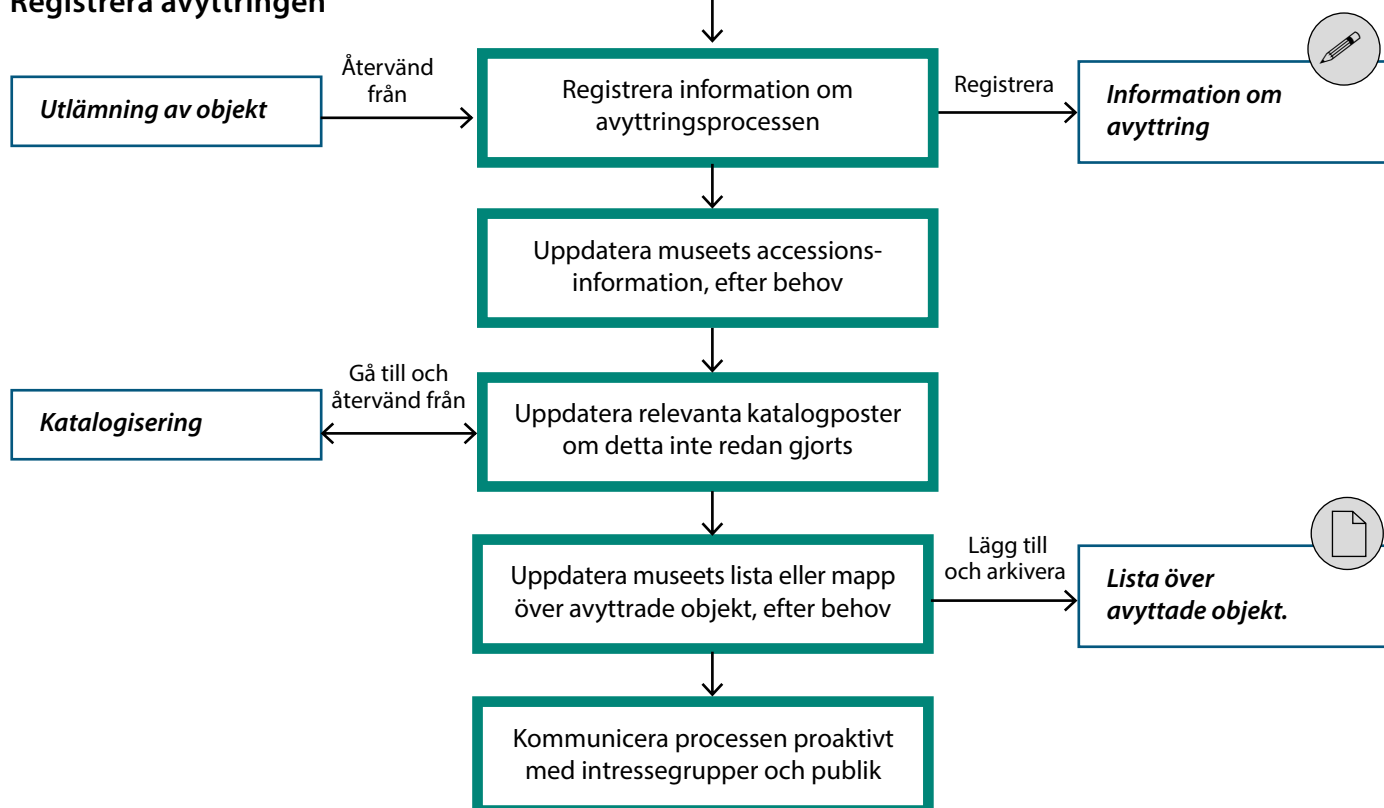 Registrera avyttringen
Utlämning av objekt
Återvänd
från
Registrera information om
avyttringsprocessen
Registrera
Information om
avyttring
Uppdatera museets accessions-
information, efter behov
Katalogisering
Gå till och
återvänd från
Uppdatera relevanta katalogposter
om detta inte redan gjorts
Uppdatera museets lista eller mapp
över avyttrade objekt, efter behov
Lägg till
och arkivera
Lista över
avyttade objekt.
Kommunicera processen proaktivt
med intressegrupper och publik